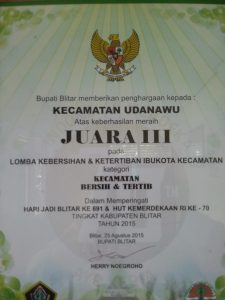 Bupati Blitar memberikan penghargaan kepada :
KECAMATAN UDANAWU
Atas keberhasilan meraih
JUARA III
pada
LOMBA KEBERSIHAN & KETERTIBAN IBUKOTA KECAMATAN
kategori
KECAMATAN
BERSIH & TERTIB
Dalam Memperingati
HARI JADI BLITAR KE 691 & HUT KEMERDEKAAN RI KE - 70
TINGKAT KABUPATEN BLITAR
TAHUN 2015
Blitar, 25 Agustus 2015
BUPATI BLITAR
HERRY NOEGROHO